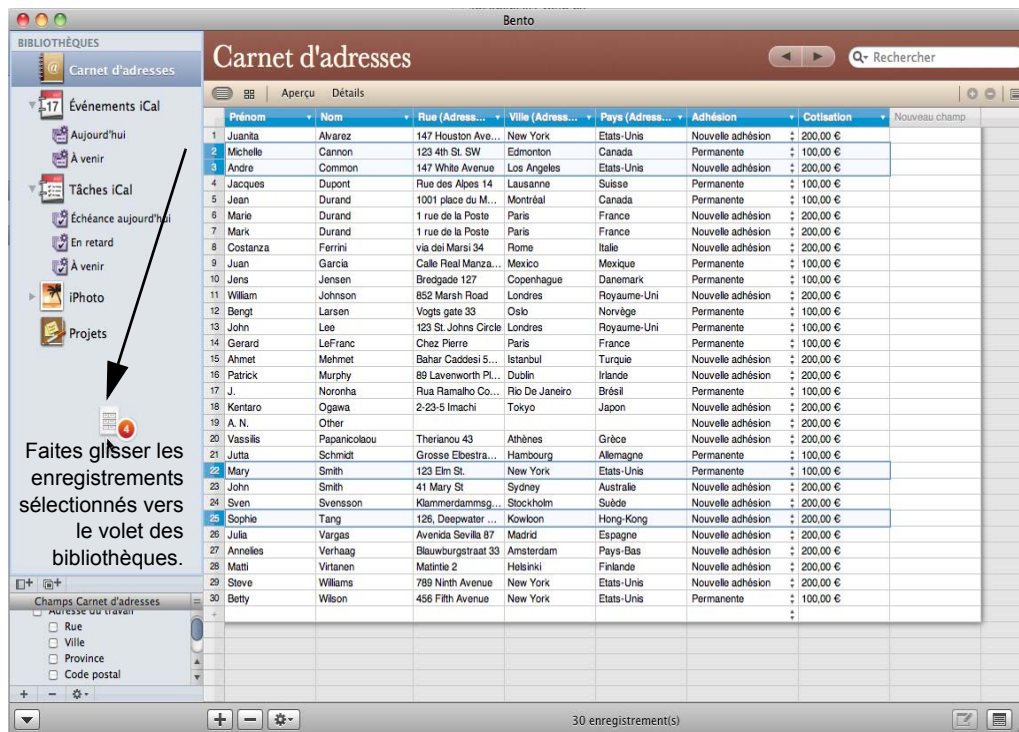 Bento
BIBLIOTHÈQUES
Carnet d'adresses
Événements iCal
Aujourd'hui
À venir
Tâches iCal
Échéance aujourd'hui
En retard
À venir
iPhoto
Projets
4
Faites glisser les
enregistrements
sélectionnés vers
le volet des
bibliothèques.
Champs Carnet d'adresses
Adresse du travail
Rue
Ville
Province
Code postal
Carnet d'adresses
Rechercher
Aperçu Détails
Prénom Nom Rue (Adress... Ville (Adress... Pays (Adress... Adhésion Cotisation Nouveau champ
1 Juanita Alvarez 147 Houston Ave... New York Etats-Unis Nouvelle adhésion 200,00 €
2 Michelle Cannon 123 4th St. SW Edmonton Canada Permanente 100,00 €
3 Andre Common 147 White Avenue Los Angeles Etats-Unis Nouvelle adhésion 200,00 €
4 Jacques Dupont Rue des Alpes 14 Lausanne Suisse Permanente 100,00 €
5 Jean Durand 1001 place du M... Montréal Canada Permanente 100,00 €
6 Marie Durand 1 rue de la Poste Paris France Nouvelle adhésion 200,00 €
7 Mark Durand 1 rue de la Poste Paris France Nouvelle adhésion 200,00 €
8 Costanza Ferrini via dei Marsi 34 Rome Italie Nouvelle adhésion 200,00 €
9 Juan Garcia Calle Real Manza... Mexico Mexique Permanente 100,00 €
10 Jens Jensen Bredgade 127 Copenhague Danemark Permanente 100,00 €
11 William Johnson 852 Marsh Road Londres Royaume-Uni Nouvelle adhésion 200,00 €
12 Bengt Larsen Vogts gate 33 Oslo Norvège Permanente 100,00 €
13 John Lee 123 St. Johns Circle Londres Royaume-Uni Permanente 100,00 €
14 Gerard LeFranc Chez Pierre Paris France Permanente 100,00 €
15 Ahmet Mehmet Bahar Caddesi 5... Istanbul Turquie Nouvelle adhésion 200,00 €
16 Patrick Murphy 89 Lavenworth Pl... Dublin Irlande Nouvelle adhésion 200,00 €
17 J. Noronha Rua Ramalho Co... Rio De Janeiro Brésil Permanente 100,00 €
18 Kentaro Ogawa 2-23-5 Imachi Tokyo Japon Nouvelle adhésion 200,00 €
19 A. N. Other Nouvelle adhésion 200,00 €
20 Vassilis Papanicolaou Therianou 43 Athènes Grèce Nouvelle adhésion 200,00 €
21 Jutta Schmidt Grosse Elbestra... Hambourg Allemagne Permanente 100,00 €
22 Mary Smith 123 Elm St. New York Etats-Unis Permanente 100,00 €
23 John Smith 41 Mary St Sydney Australie Nouvelle adhésion 200,00 €
24 Sven Svensson Klammerdammsg... Stockholm Suède Nouvelle adhésion 200,00 €
25 Sophie Tang 126, Deepwater ... Kowloon Hong-Kong Nouvelle adhésion 200,00 €
26 Julia Vargas Avenida Sevilla 87 Madrid Espagne Nouvelle adhésion 200,00 €
27 Annelies Verhaag Blauwburgstraat 33 Amsterdam Pays-Bas Nouvelle adhésion 200,00 €
28 Matti Virtanen Matintie 2 Helsinki Finlande Nouvelle adhésion 200,00 €
29 Steve Williams 789 Ninth Avenue New York Etats-Unis Nouvelle adhésion 200,00 €
30 Betty Wilson 456 Fifth Avenue New York Etats-Unis Permanente 100,00 €
30 enregistrement(s)